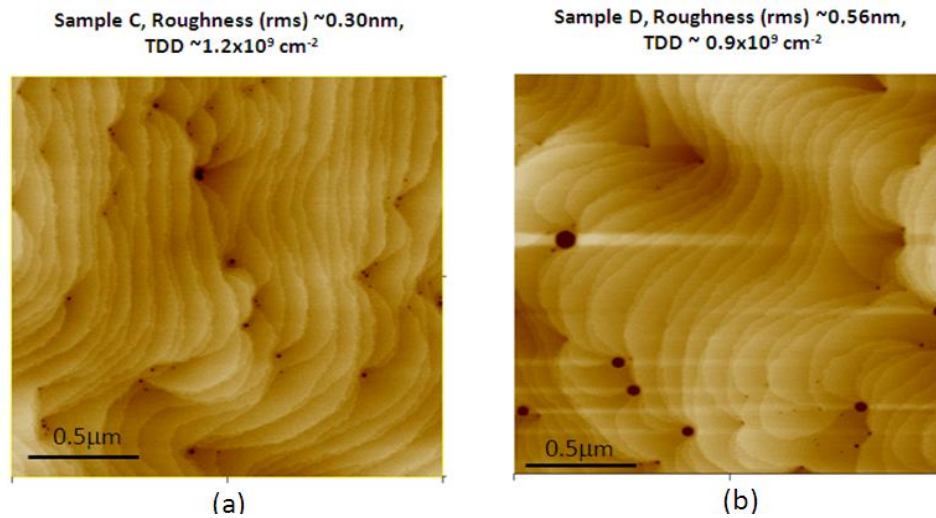 Sample C, Roughness (rms) ~0.30nm,
TDD ~1.2x10⁹ cm⁻²
Sample D, Roughness (rms) ~0.56nm,
TDD ~ 0.9x10⁹ cm⁻²
0.5μm
0.5μm
(a)
(b)